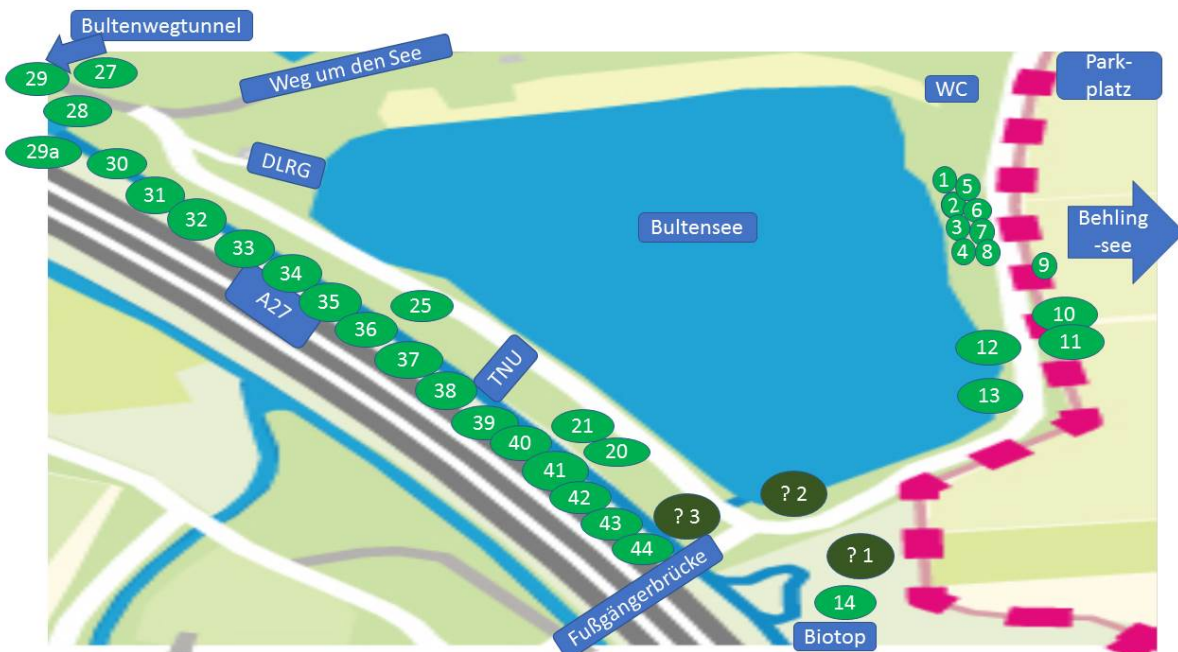 Bultenwegtunnel
Weg um den See
Park-
platz
WC
29
27
28
29a
30
DLRG
31
32
33
34
A27
35
36
25
37
38
TNU
39
40
21
20
41
42
43
44
? 3
? 2
? 1
Fußgängerbrücke
14
Biotop
Bultensee
1
5
2
6
3
7
4
8
9
Behling
-see
10
11
12
13